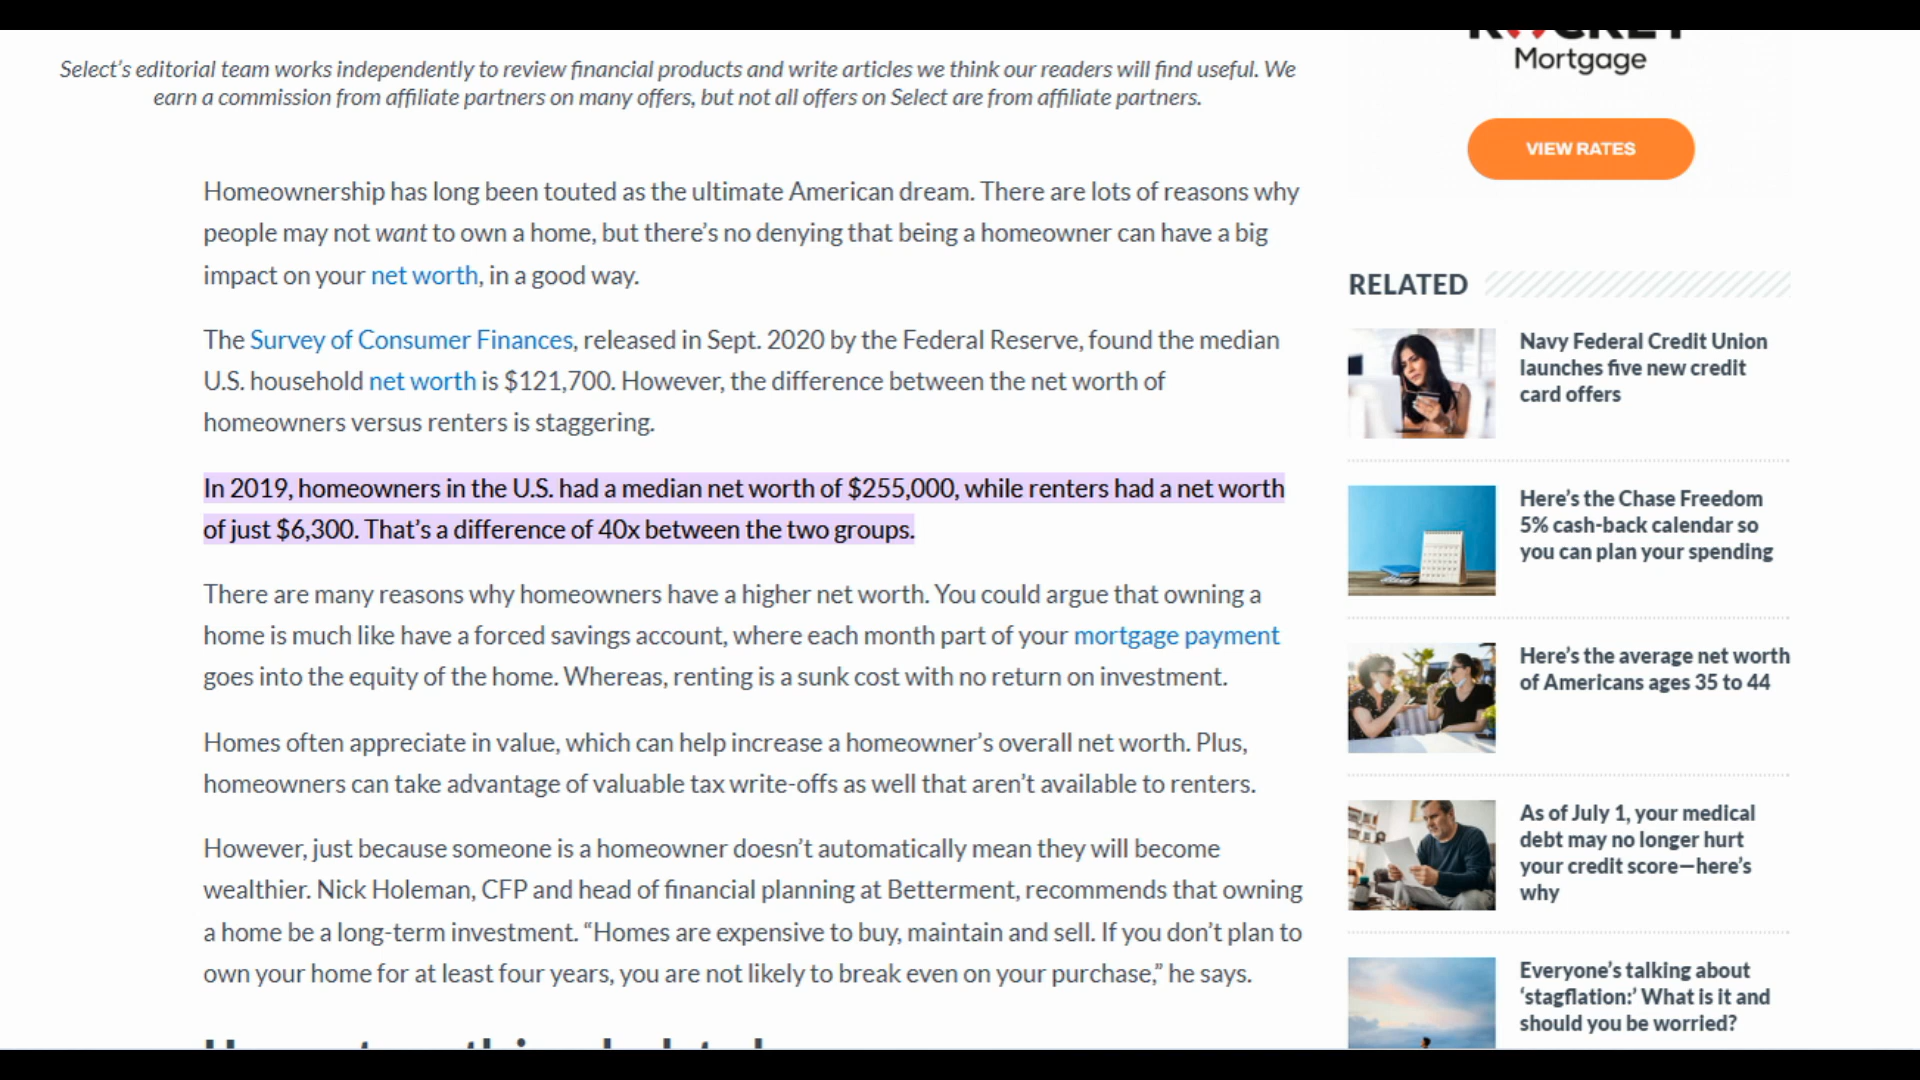 Select’s editorial team works independently to review financial products and write articles we think our readers will find useful. We
earn a commission from affiliate partners on many offers, but not all offers on Select are from affiliate partners.
Homeownership has long been touted as the ultimate American dream. There are lots of reasons why
people may not want to own a home, but there’s no denying that being a homeowner can have a big
impact on your net worth, in a good way.
The Survey of Consumer Finances, released in Sept. 2020 by the Federal Reserve, found the median
U.S. household net worth is $121,700. However, the difference between the net worth of
homeowners versus renters is staggering.
In 2019, homeowners in the U.S. had a median net worth of $255,000, while renters had a net worth
of just $6,300. That’s a difference of 40x between the two groups.
There are many reasons why homeowners have a higher net worth. You could argue that owning a
home is much like have a forced savings account, where each month part of your mortgage payment
goes into the equity of the home. Whereas, renting is a sunk cost with no return on investment.
Homes often appreciate in value, which can help increase a homeowner’s overall net worth. Plus,
homeowners can take advantage of valuable tax write-offs as well that aren’t available to renters.
However, just because someone is a homeowner doesn’t automatically mean they will become
wealthier. Nick Holeman, CFP and head of financial planning at Betterment, recommends that owning
a home be a long-term investment. “Homes are expensive to buy, maintain and sell. If you don’t plan to
own your home for at least four years, you are not likely to break even on your purchase,” he says.
Mortgage
VIEW RATES
RELATED
Navy Federal Credit Union
launches five new credit
card offers
Here’s the Chase Freedom
5% cash-back calendar so
you can plan your spending
Here’s the average net worth
of Americans ages 35 to 44
As of July 1, your medical
debt may no longer hurt
your credit score—here’s
why
Everyone’s talking about
‘stagflation:’ What is it and
should you be worried?